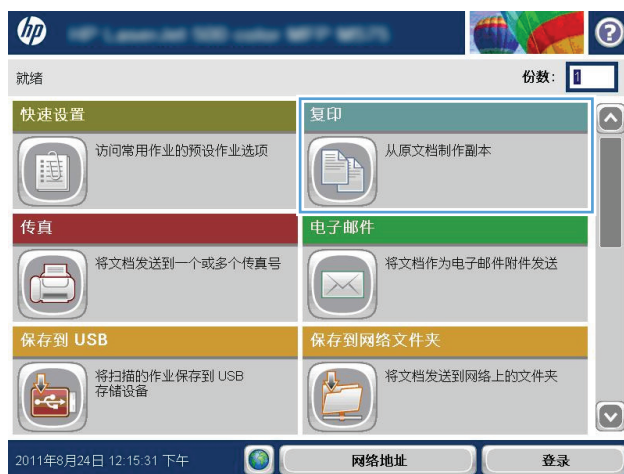 hp
就绪
份数: 1
快速设置
访问常用作业的预设作业选项
复印
从原文档制作副本
传真
将文档发送到一个或多个传真号
电子邮件
将文档作为电子邮件附件发送
保存到 USB
将扫描的作业保存到 USB
存储设备
保存到网络文件夹
将文档发送到网络上的文件夹
2011年8月24日 12:15:31 下午
网络地址
登录